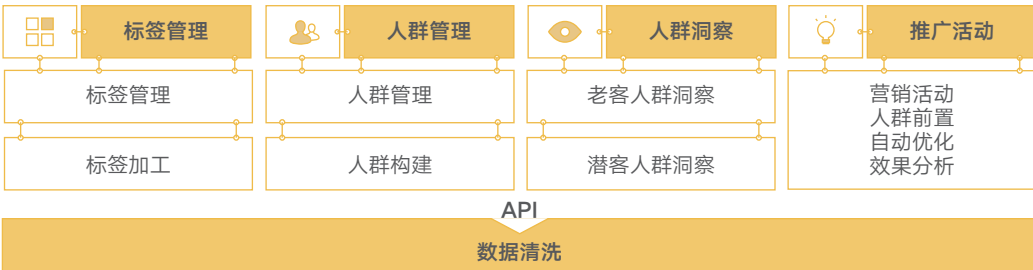 标签管理
人群管理
人群洞察
推广活动
标签管理
标签加工
人群管理
人群构建
老客人群洞察
潜客人群洞察
营销活动
人群前置
自动优化
效果分析
API
数据清洗